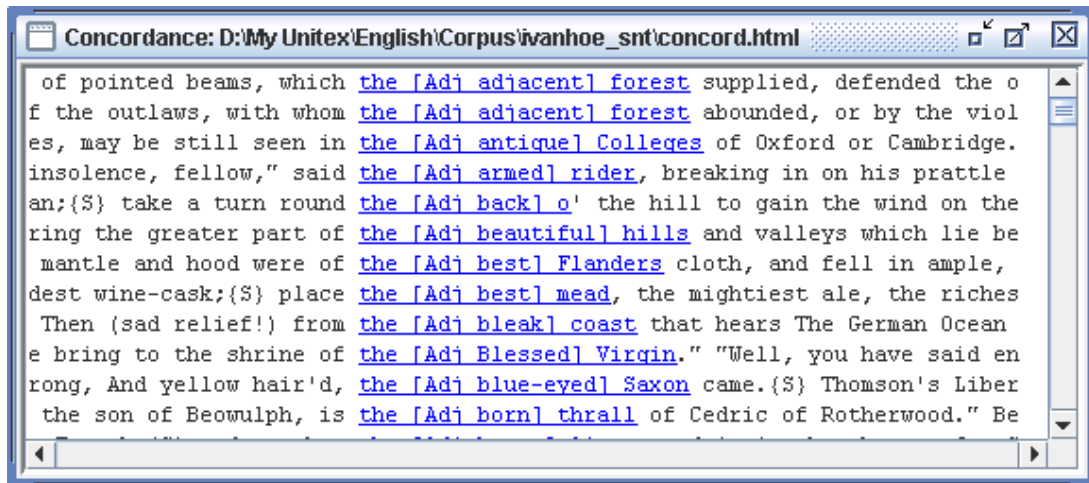 Concordance: D:\My Unitex\English\Corpus\ivanhoe_snt\concord.html
of pointed beams, which the [Adj adjacent] forest supplied, defended the o
f the outlaws, with whom the [Adj adjacent] forest abounded, or by the viol
es, may be still seen in the [Adj antique] Colleges of Oxford or Cambridge.
insolence, fellow," said the [Adj armed] rider, breaking in on his prattle
an;{S} take a turn round the [Adj back] o' the hill to gain the wind on the
ring the greater part of the [Adj beautiful] hills and valleys which lie be
mantle and hood were of the [Adj best] Flanders cloth, and fell in ample,
dest wine-cask;{S} place the [Adj best] mead, the mightiest ale, the riches
Then (sad relief!) from the [Adj bleak] coast that hears The German Ocean
e bring to the shrine of the [Adj Blessed] Virgin." "Well, you have said en
rong, And yellow hair'd, the [Adj blue-eyed] Saxon came.{S} Thomson's Liber
the son of Beowulph, is the [Adj born] thrall of Cedric of Rotherwood." Be